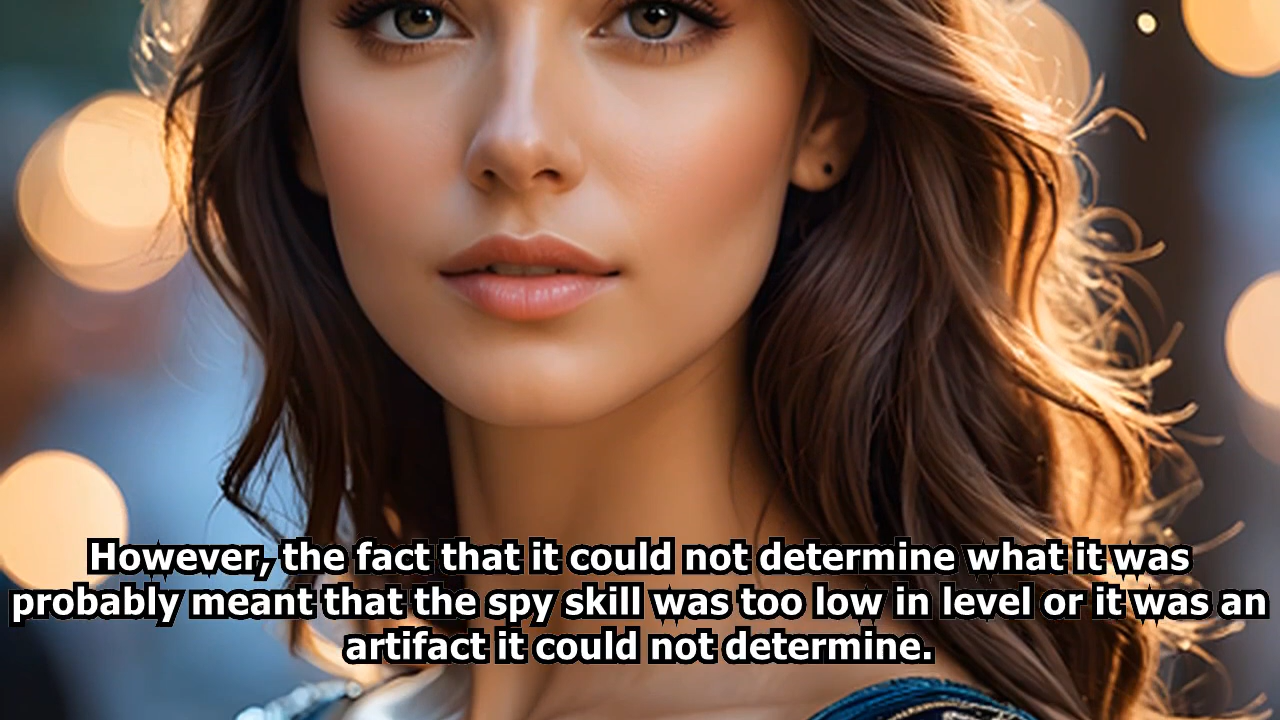 However, the fact that it could not determine what it was
probably meant that the spy skill was too low in level or it was an
artifact it could not determine.